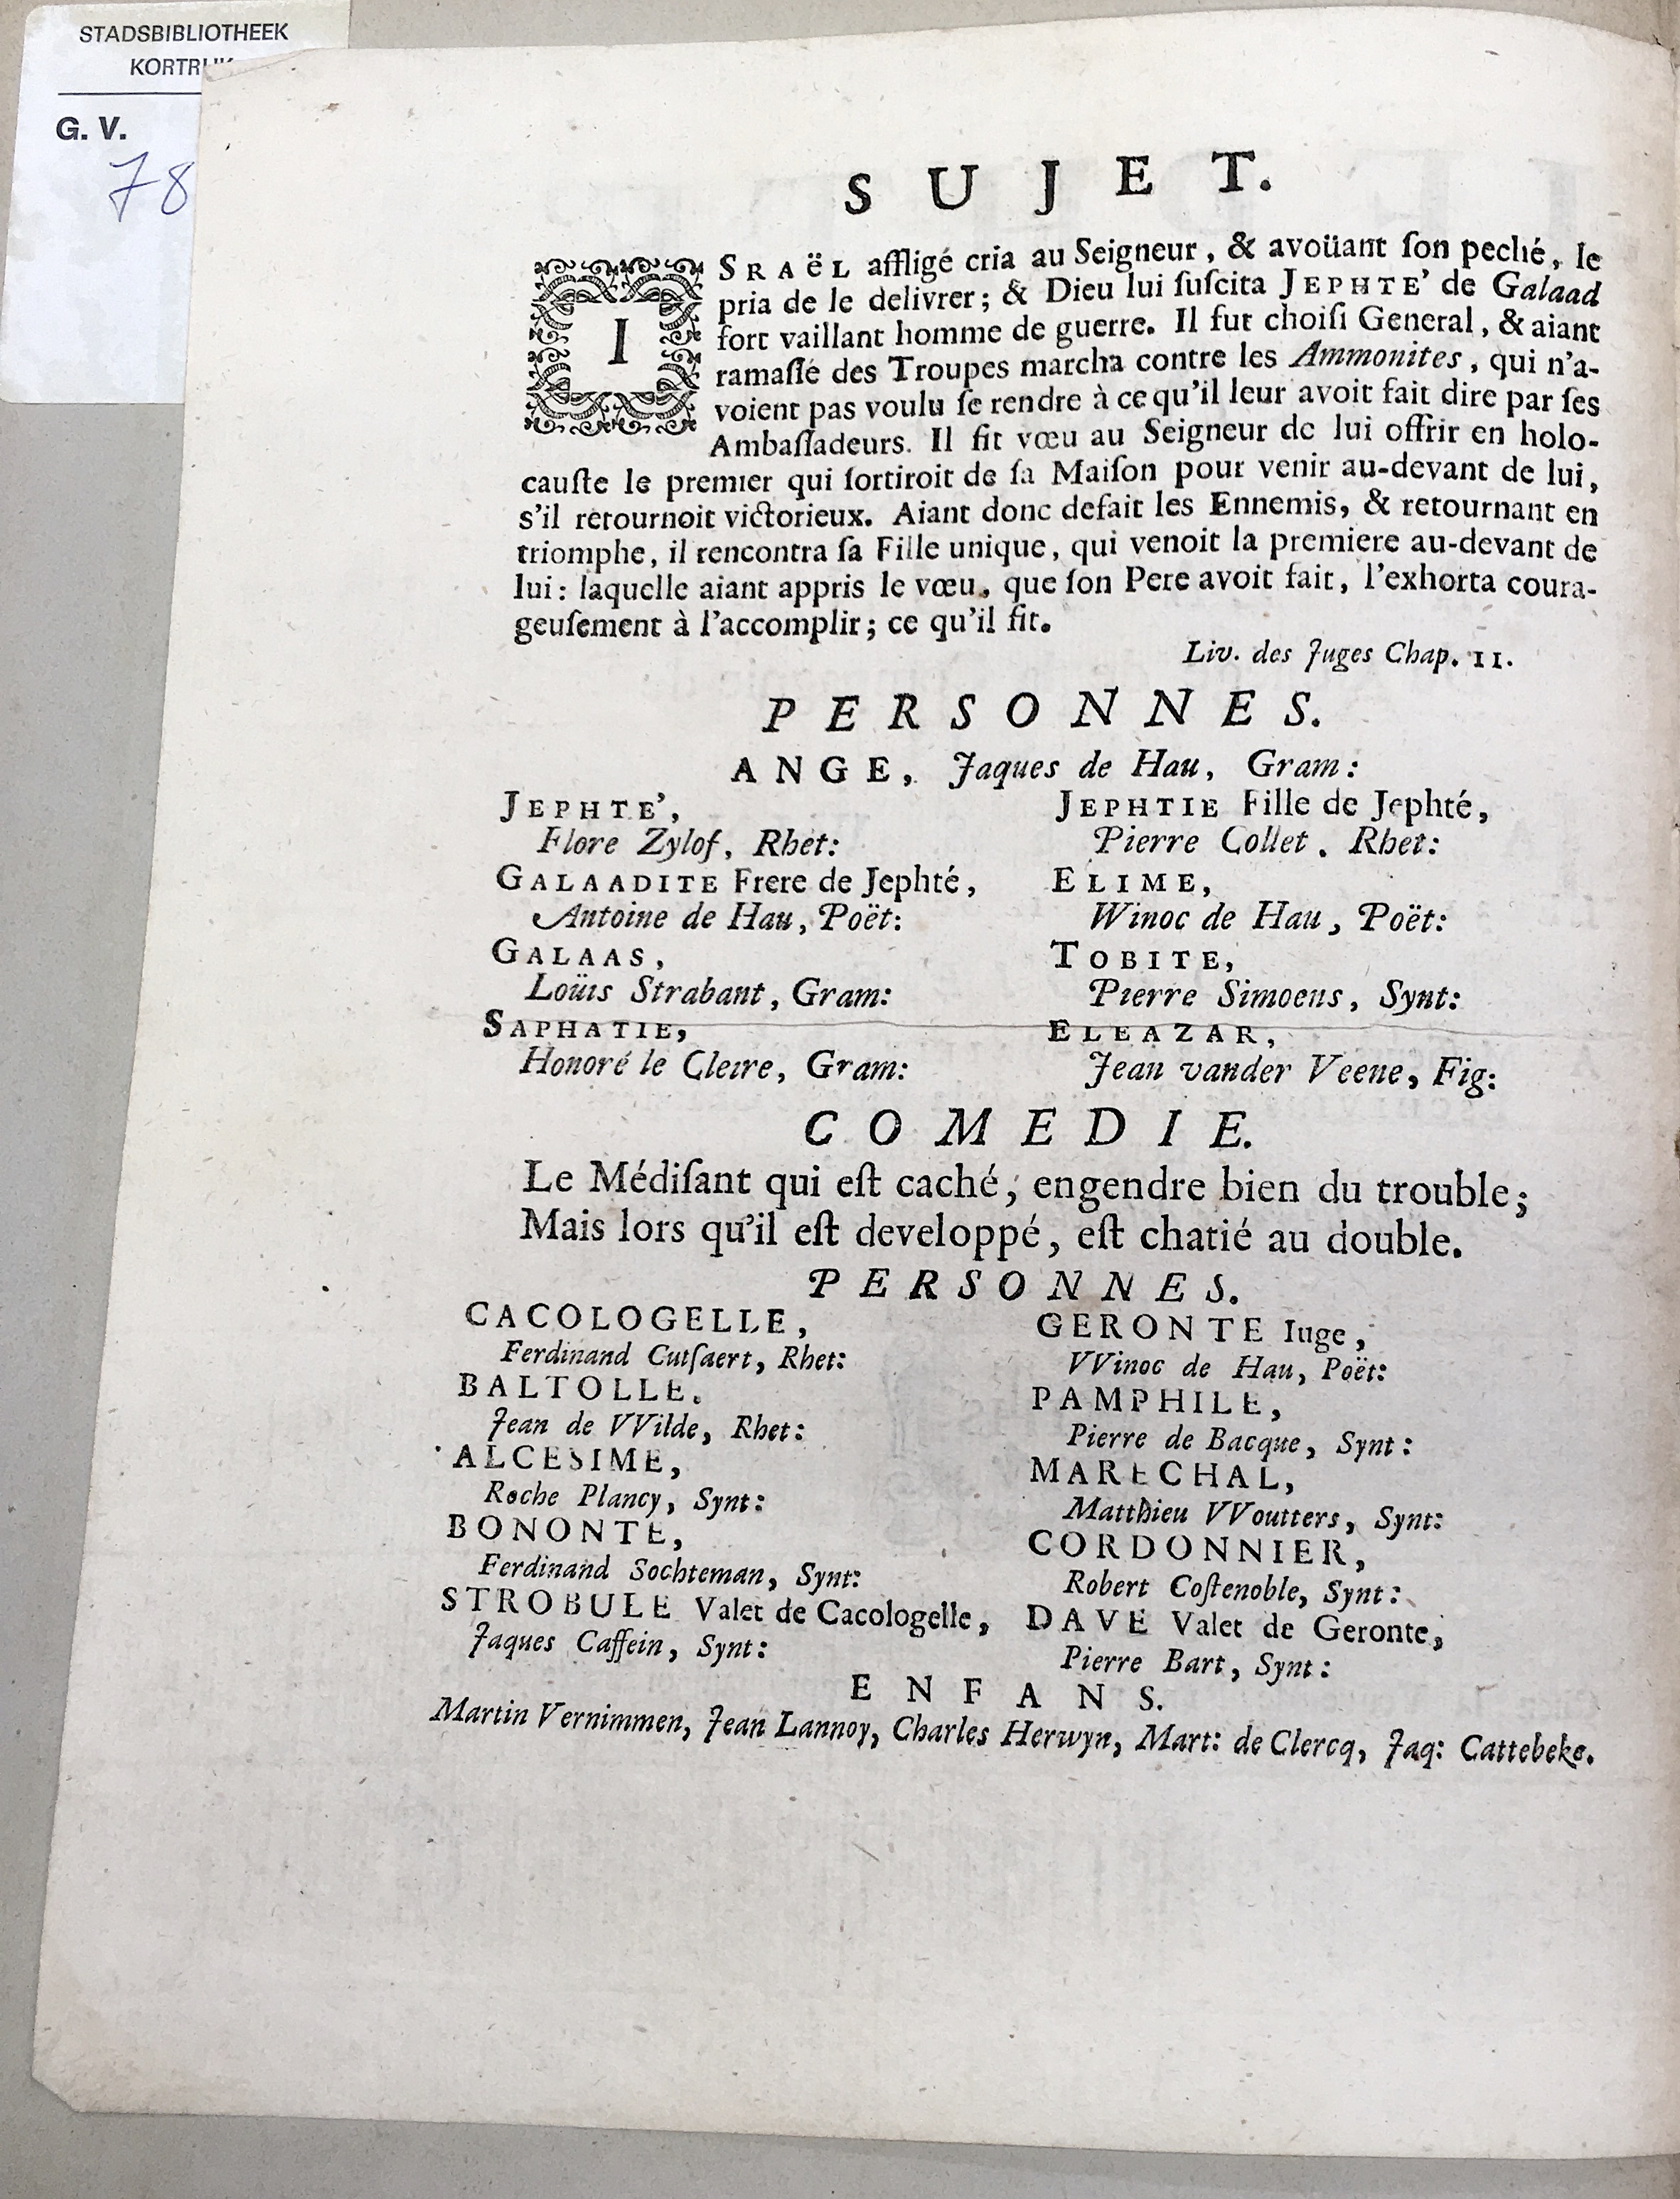 STADSBIBLIOTHEEK
G. V.
78
SUJET.
ISRAëL affligé cria au Seigneur, & avoüant ſon peché, le
pria de le delivrer; & Dieu lui ſuſcita JEPHTE' de Galaad
fort vaillant homme de guerre. Il fut choiſi General, & aiant
ramaſſé des Troupes marcha contre les Ammonites, qui n'a-
voient pas voulu ſe rendre à ce qu'il leur avoit fait dire par ſes
Ambaſſadeurs. Il fit vœu au Seigneur de lui offrir en holo-
cauſte le premier qui ſortiroit de ſa Maiſon pour venir au-devant de lui,
s'il retournoit victorieux. Aiant donc defait les Ennemis, & retournant en
triomphe, il rencontra ſa Fille unique, qui venoit la premiere au-devant de
lui: laquelle aiant appris le vœu, que ſon Pere avoit fait, l'exhorta coura-
geuſement à l'accomplir; ce qu'il fit.
Liv. des Juges Chap. II.
PERSONNES.
ANGE, Jaques de Hau, Gram:
JEPHTE',
Flore Zylof, Rhet:
GALAADITE Frere de Jephté,
Antoine de Hau, Poët:
GALAAS,
Loüis Strabant, Gram:
SAPHATIE,
Honoré le Cleire, Gram:
JEPHTIE Fille de Jephté,
Pierre Collet, Rhet:
ELIME,
Winoc de Hau, Poët:
TOBITE,
Pierre Simoens, Synt:
ELEAZAR,
Jean vander Veene, Fig:
COMEDIE.
Le Médiſant qui eſt caché, engendre bien du trouble;
Mais lors qu'il eſt developpé, eſt chatié au double.
PERSONNES.
CACOLOGELLE,
Ferdinand Cutſaert, Rhet:
BALTOLLE.
Jean de VVilde, Rhet:
ALCESIME,
Roche Plancy, Synt:
BONONTE,
Ferdinand Sochteman, Synt:
STROBULE Valet de Cacologelle,
Jaques Caffein, Synt:
GERONTE Iuge,
VVinoc de Hau, Poët:
PAMPHILE,
Pierre de Bacque, Synt:
MARECHAL,
Matthieu VVoutters, Synt:
CORDONNIER,
Robert Coſtenoble, Synt:
DAVE Valet de Geronte,
Pierre Bart, Synt:
ENFANS.
Martin Vernimmen, Jean Lannoy, Charles Herwyn, Mart: de Clercq, Jaq: Cattebeke.